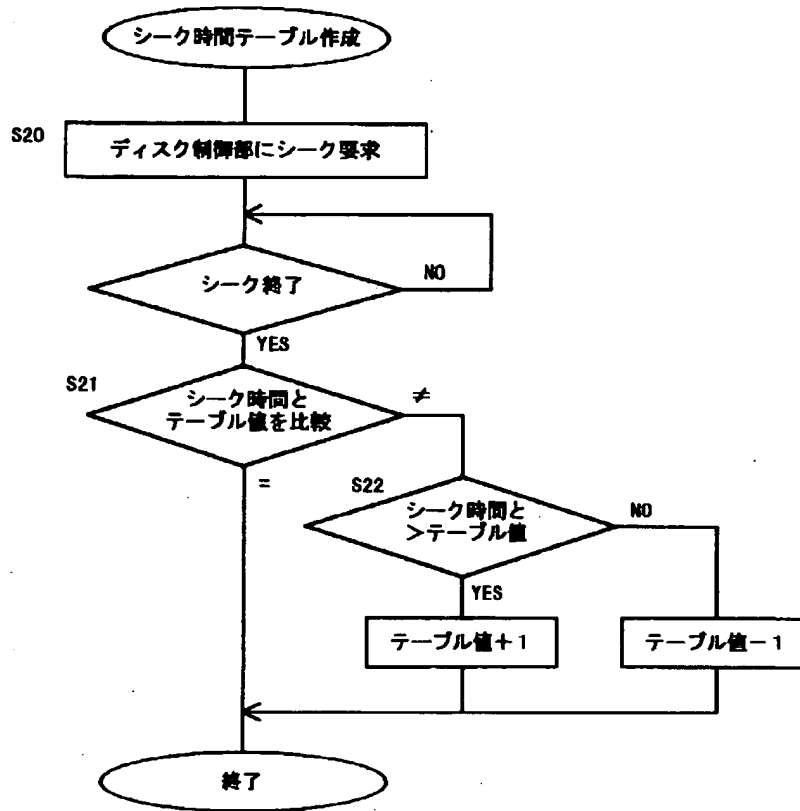 シーク時間テーブル作成
S20
ディスク制御部にシーク要求
シーク終了
NO
YES
S21
シーク時間と
テーブル値を比較
≠
=
S22
シーク時間と
>テーブル値
NO
YES
テーブル値+1
テーブル値-1
終了